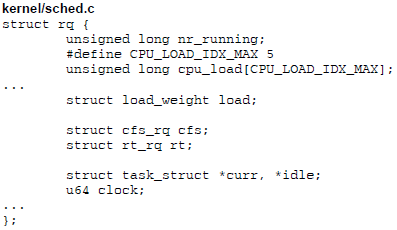 kernel/sched.c
struct rq {
        unsigned long nr_running;
        #define CPU_LOAD_IDX_MAX 5
        unsigned long cpu_load[CPU_LOAD_IDX_MAX];
...
        struct load_weight load;

        struct cfs_rq cfs;
        struct rt_rq rt;

        struct task_struct *curr, *idle;
        u64 clock;
...
};